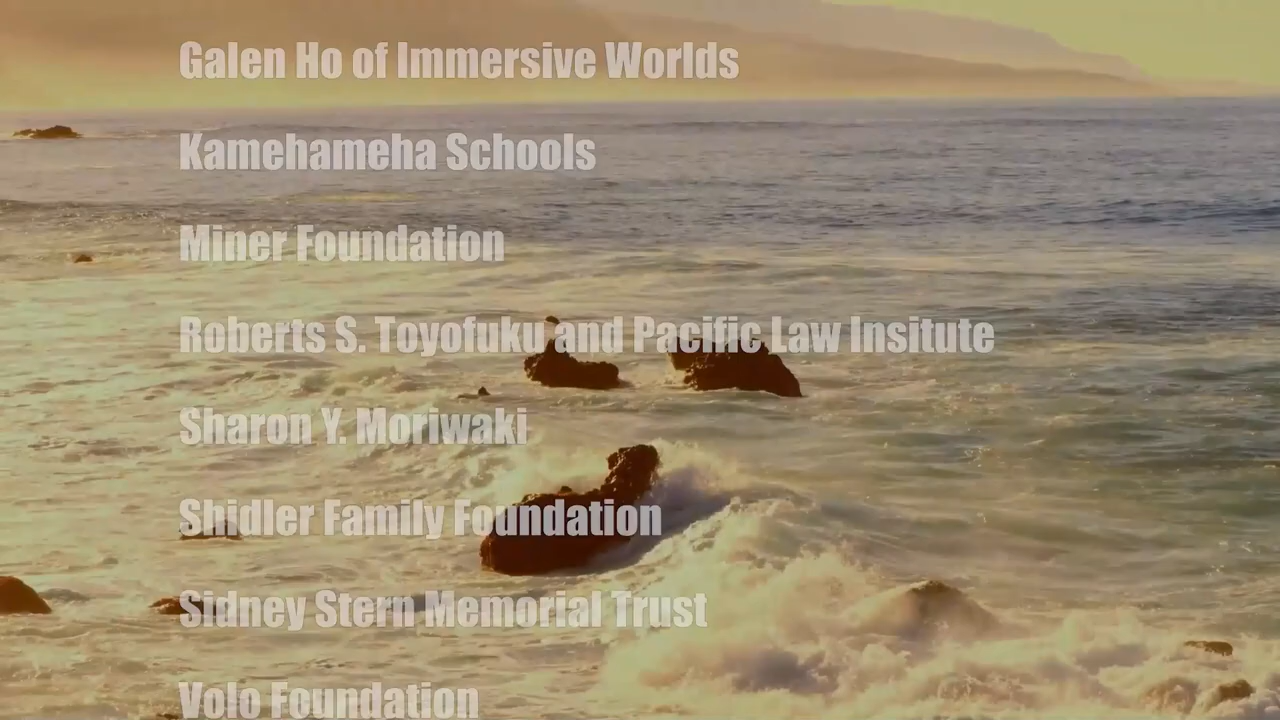 Galen Ho of Immersive Worlds
Kamehameha Schools
Miner Foundation
Roberts S. Toyofuku and Pacific Law Insitute
Sharon Y. Moriwaki
Shidler Family Foundation
Sidney Stern Memorial Trust
Volo Foundation